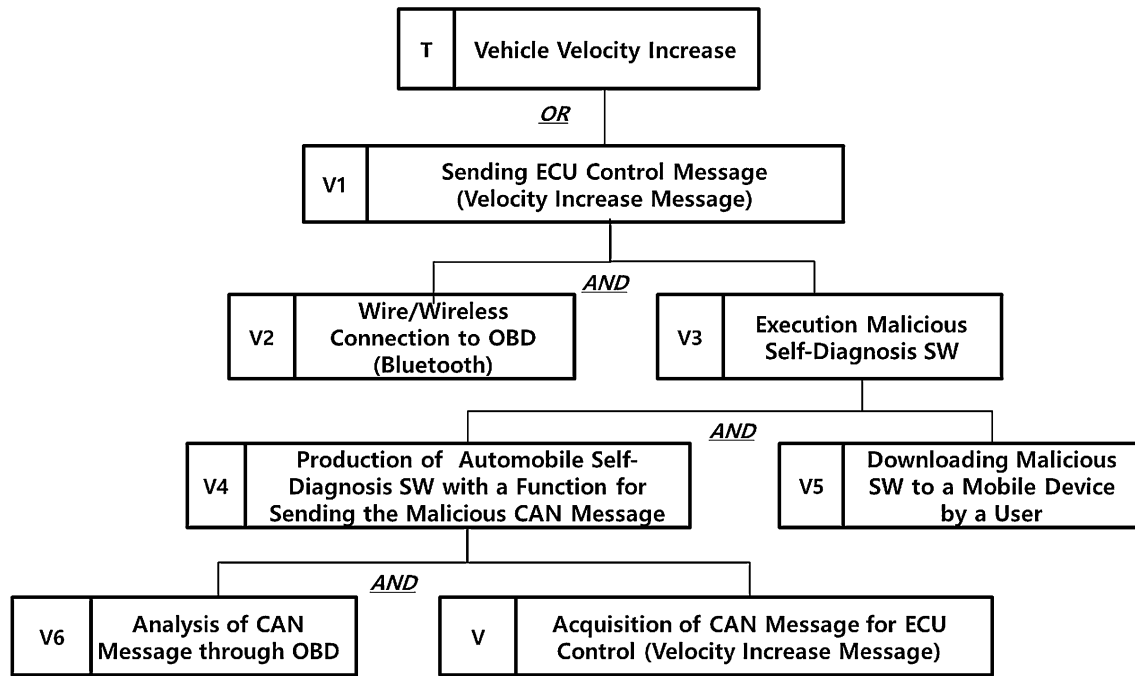 T
Vehicle Velocity Increase
OR
V1
Sending ECU Control Message
(Velocity Increase Message)
AND
V2
Wire/Wireless
Connection to OBD
(Bluetooth)
V3
Execution Malicious
Self-Diagnosis SW
AND
V4
Production of Automobile Self-
Diagnosis SW with a Function for
Sending the Malicious CAN Message
V5
Downloading Malicious
SW to a Mobile Device
by a User
AND
V6
Analysis of CAN
Message through OBD
V
Acquisition of CAN Message for ECU
Control (Velocity Increase Message)